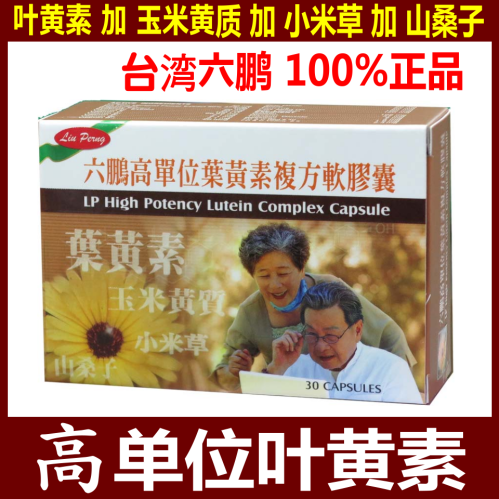 叶黄素 加 玉米黄质 加 小米草 加 山桑子
台湾六鹏 100%正品
Liu Perng
六鵬高單位葉黃素複方軟膠囊
LP High Potency Lutein Complex Capsule
葉黃素
玉米黃質
小米草
山桑子
30 CAPSULES
高单位叶黄素